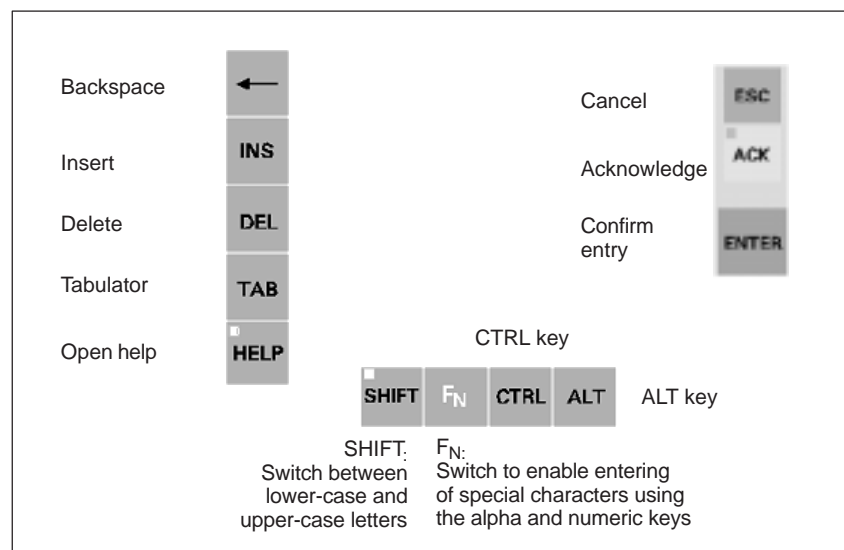 Backspace
←
Insert
INS
Delete
DEL
Tabulator
TAB
Open help
HELP
Cancel
ESC
Acknowledge
ACK
Confirm
entry
ENTER
CTRL key
SHIFT
FN
CTRL
ALT
ALT key
SHIFT:
Switch between
lower-case and
upper-case letters
FN:
Switch to enable entering
of special characters using
the alpha and numeric keys